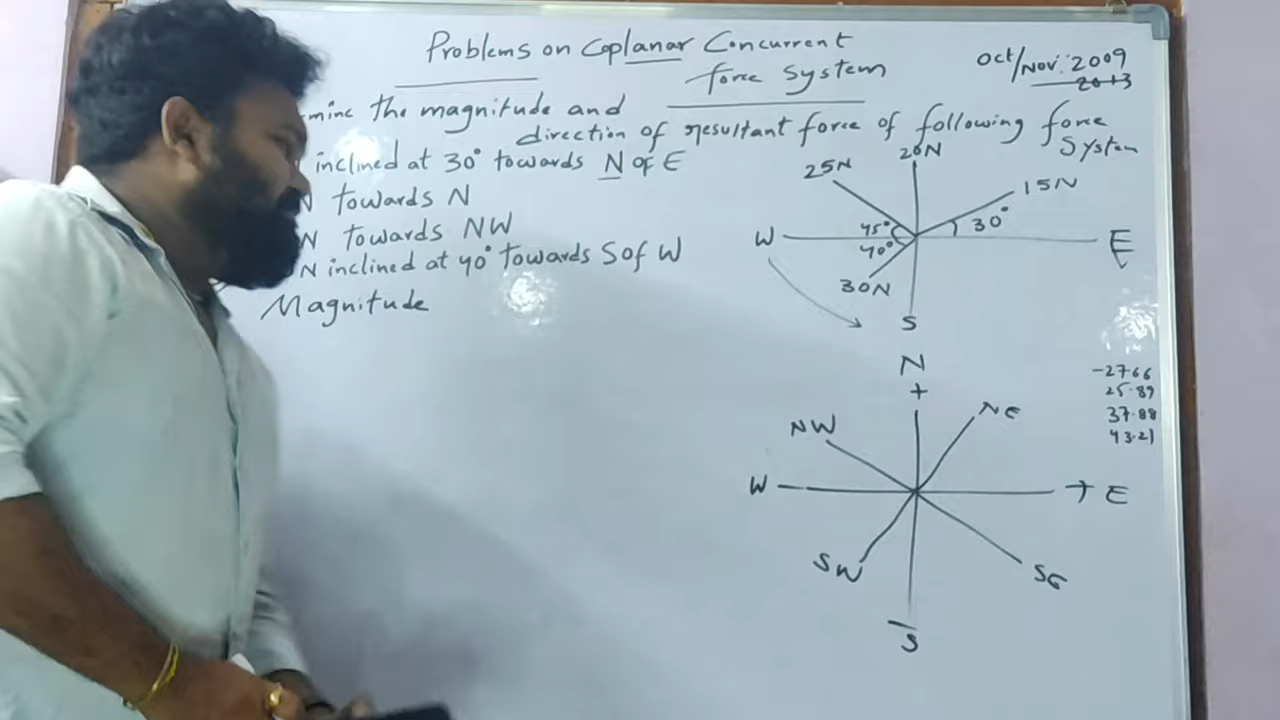 Problems on Coplanar Concurrent
force System
Oct/Nov: 2009
2013
mine the magnitude and
direction of resultant force of following force
System
inclined at 30° towards N of E
N towards N
N towards NW
N inclined at 40° towards S of W
Magnitude
20N
25N
15N
45°
30°
W
40°
E
30N
S
N
+
-27.66
25.89
37.88
43.21
NW
NE
W
-
+ E
SW
SE
-
S